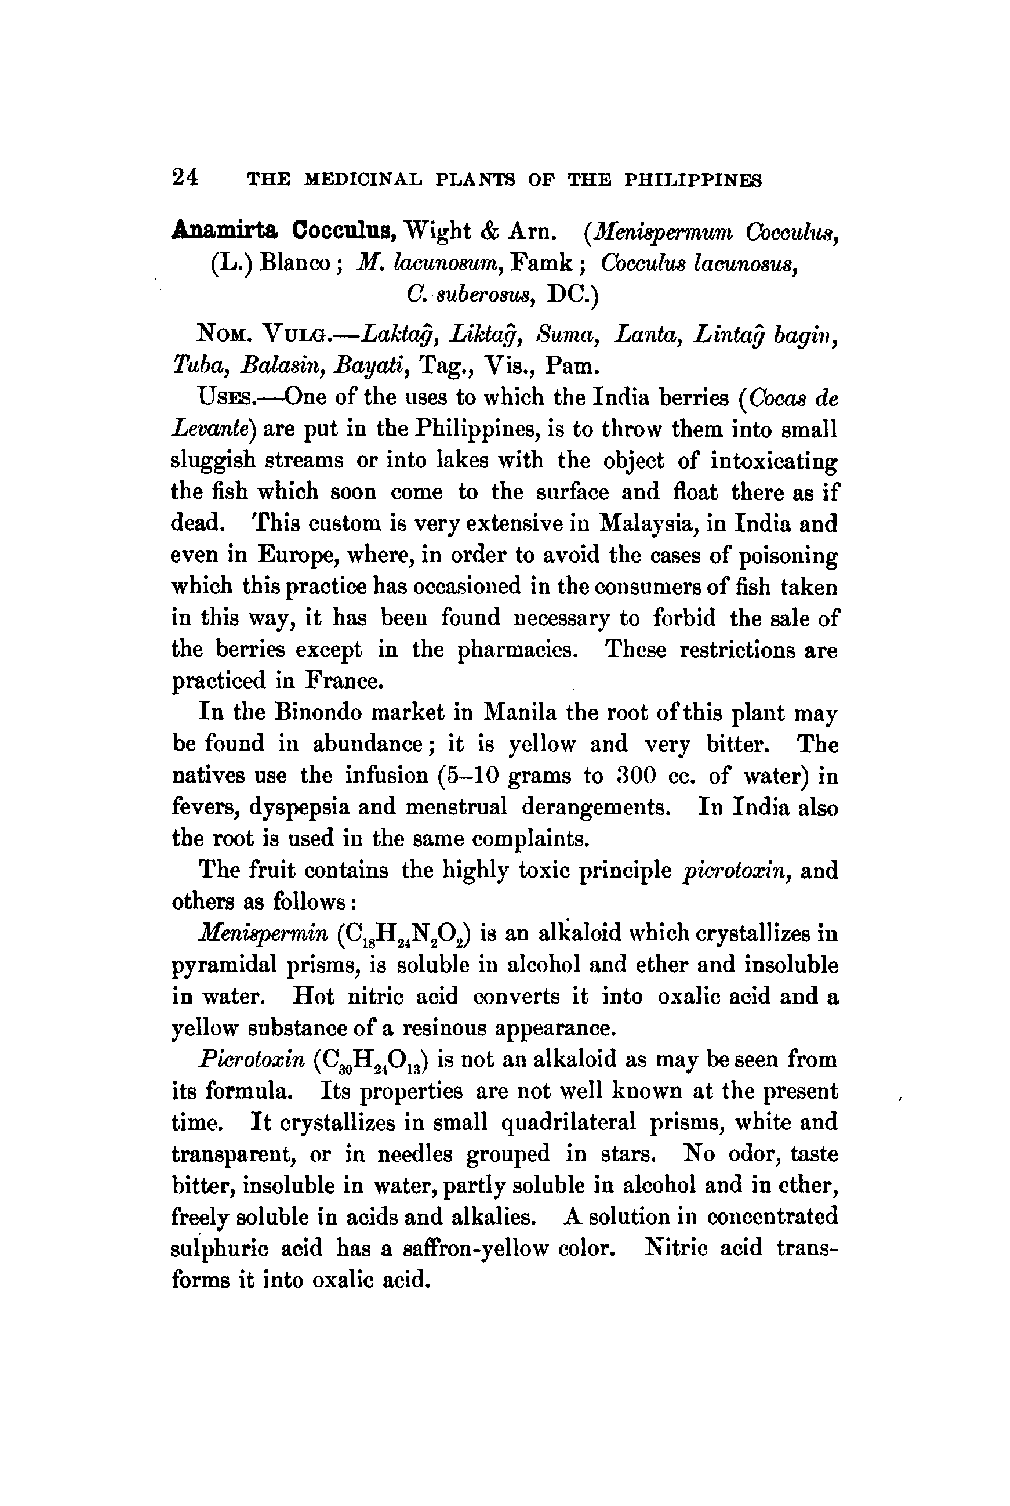 24 THE MEDICINAL PLANTS OF THE PHILIPPINES
Anamirta Cocculus, Wight & Arn. (Menispermum Cocculus,
(L.) Blanco; M. lacunosum, Famk; Cocculus lacunosus,
C. suberosus, DC.)
NOM. VULG.—Laktag̃, Liktag̃, Suma, Lanta, Lintag̃ bagin,
Tuba, Balasin, Bayati, Tag., Vis., Pam.
USES.—One of the uses to which the India berries (Cocas de
Levante) are put in the Philippines, is to throw them into small
sluggish streams or into lakes with the object of intoxicating
the fish which soon come to the surface and float there as if
dead. This custom is very extensive in Malaysia, in India and
even in Europe, where, in order to avoid the cases of poisoning
which this practice has occasioned in the consumers of fish taken
in this way, it has been found necessary to forbid the sale of
the berries except in the pharmacies. These restrictions are
practiced in France.
In the Binondo market in Manila the root of this plant may
be found in abundance; it is yellow and very bitter. The
natives use the infusion (5–10 grams to 300 cc. of water) in
fevers, dyspepsia and menstrual derangements. In India also
the root is used in the same complaints.
The fruit contains the highly toxic principle picrotoxin, and
others as follows:
Menispermin (C₁₈H₂₄N₂O₂) is an alkaloid which crystallizes in
pyramidal prisms, is soluble in alcohol and ether and insoluble
in water. Hot nitric acid converts it into oxalic acid and a
yellow substance of a resinous appearance.
Picrotoxin (C₃₀H₂₄O₁₃) is not an alkaloid as may be seen from
its formula. Its properties are not well known at the present
time. It crystallizes in small quadrilateral prisms, white and
transparent, or in needles grouped in stars. No odor, taste
bitter, insoluble in water, partly soluble in alcohol and in ether,
freely soluble in acids and alkalies. A solution in concentrated
sulphuric acid has a saffron-yellow color. Nitric acid trans-
forms it into oxalic acid.